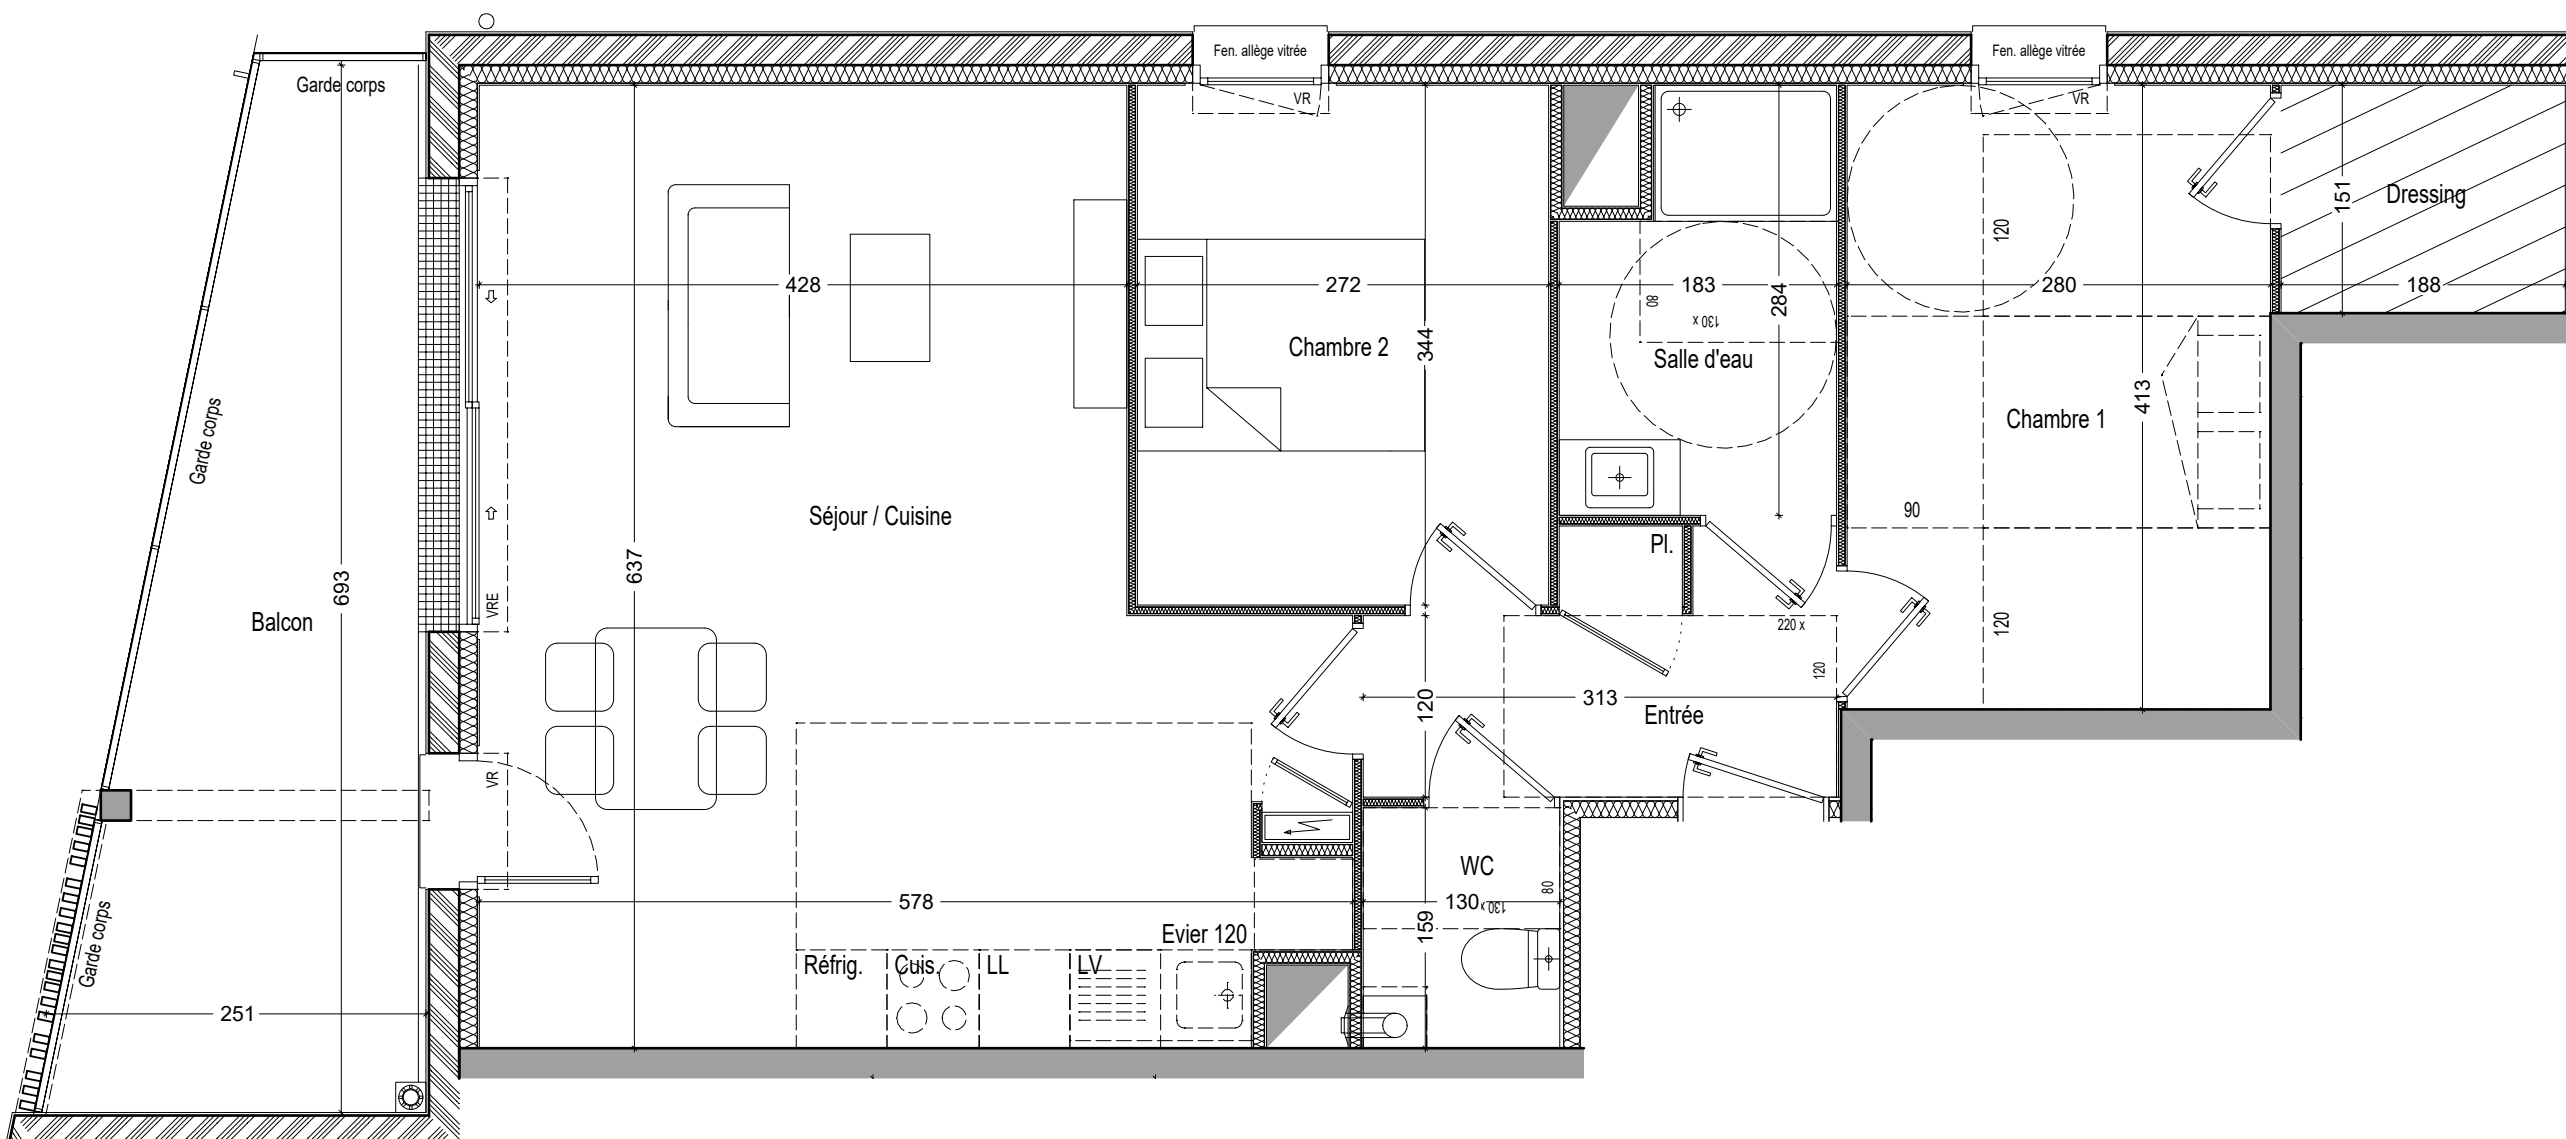 Fen. allège vitrée
Fen. allège vitrée
Garde corps
VR
VR
Dressing
151
120
428
272
183
284
280
188
80
130 x
Salle d'eau
Chambre 2
344
413
Chambre 1
Garde corps
90
Séjour / Cuisine
Pl.
637
693
VRE
Balcon
220 x
120
120
120
313
Entrée
VR
WC
80
578
130
130 x
159
Evier 120
Garde corps
Réfrig.
Cuis.
LL
LV
251